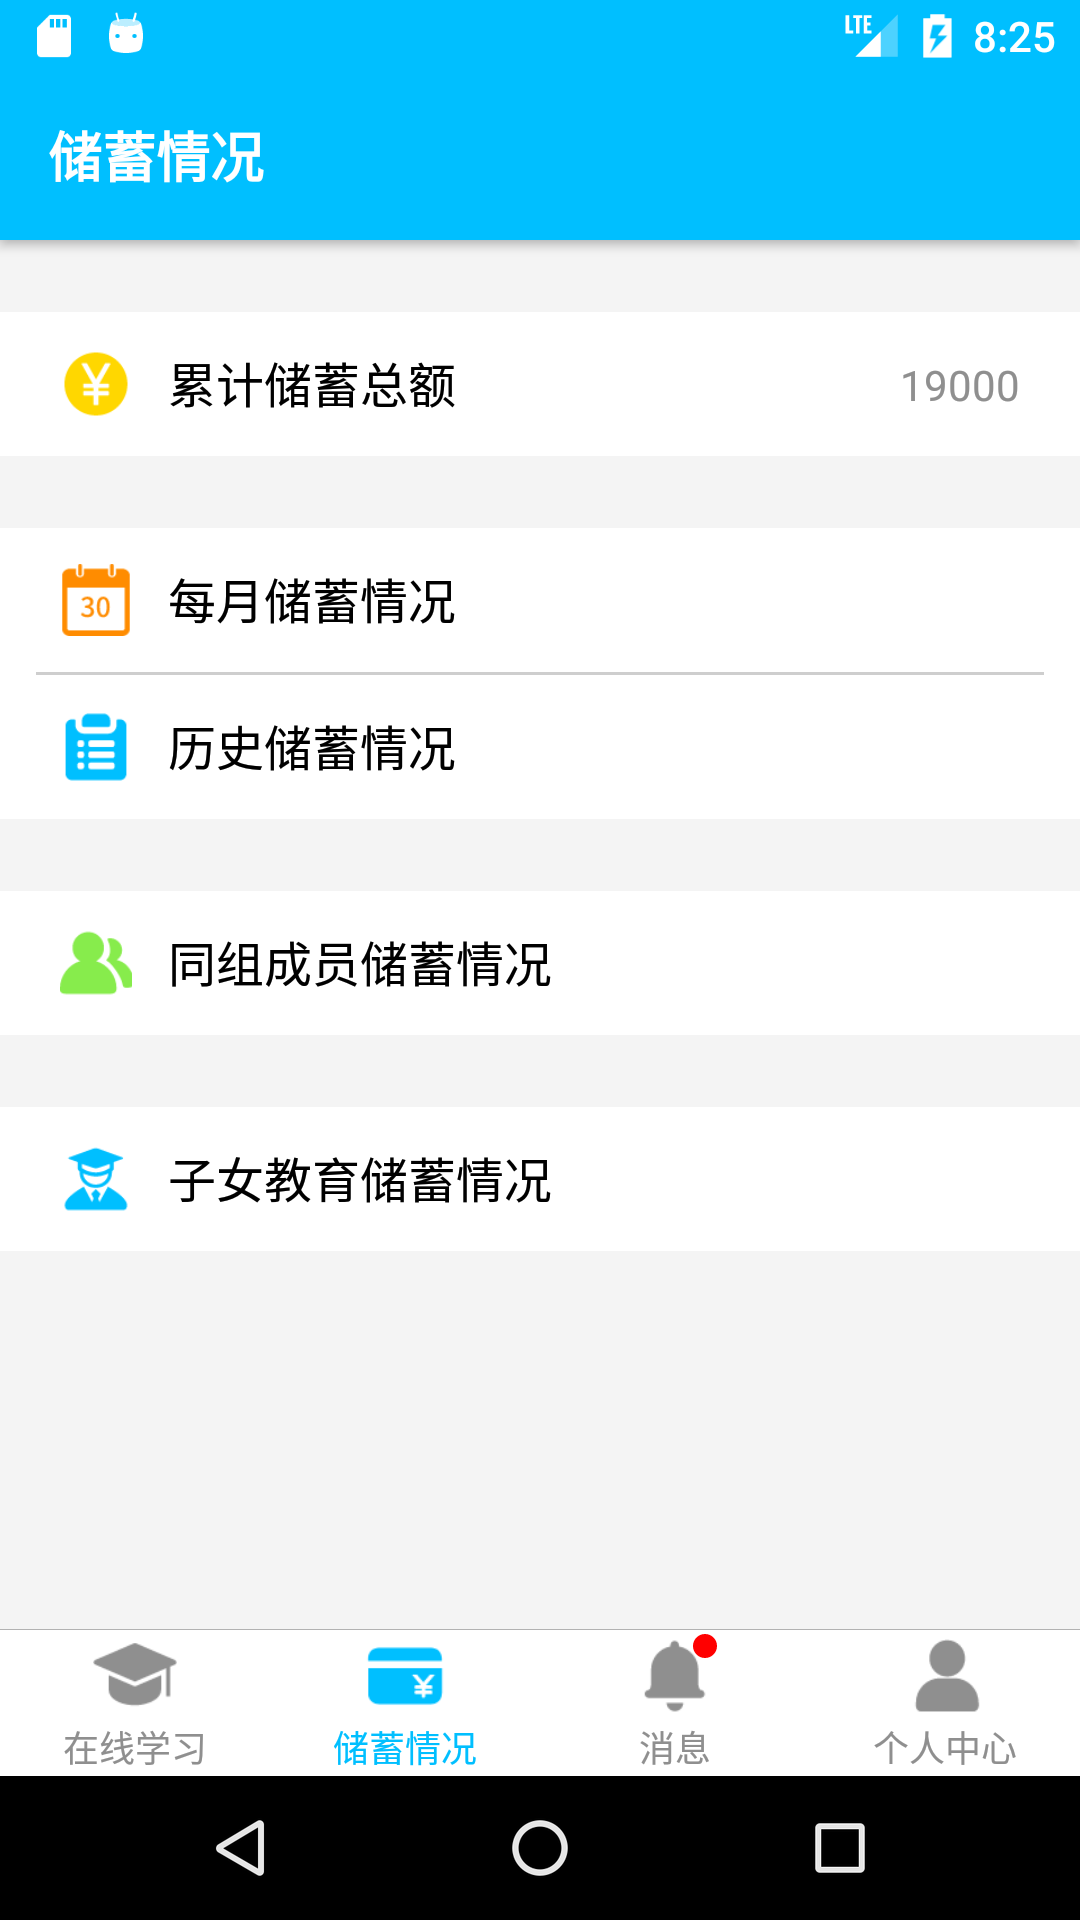 LTE 8:25
储蓄情况
¥ 累计储蓄总额 19000
30 每月储蓄情况
历史储蓄情况
同组成员储蓄情况
子女教育储蓄情况
¥
在线学习 储蓄情况 消息 个人中心